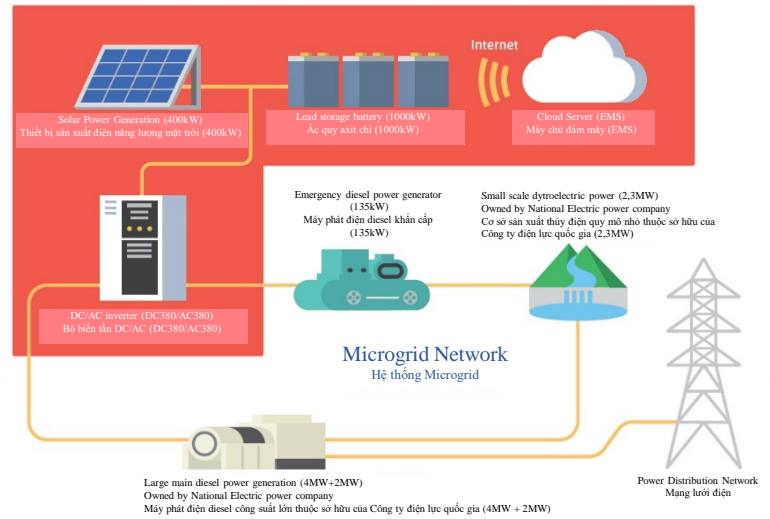 Internet
Solar Power Generation (400kW)
Thiết bị sản xuất điện năng lượng mặt trời (400kW)
Lead storage battery (1000kW)
Ắc quy axit chì (1000kW)
Cloud Server (EMS)
Máy chủ đám mây (EMS)
Emergency diesel power generator
(135kW)
Máy phát điện diesel khẩn cấp
(135kW)
Small scale dytroelectric power (2,3MW)
Owned by National Electric power company
Cơ sở sản xuất thủy điện quy mô nhỏ thuộc sở hữu của
Công ty điện lực quốc gia (2,3MW)
DC/AC inverter (DC380/AC380)
Bộ biến tần DC/AC (DC380/AC380)
Microgrid Network
Hệ thống Microgrid
Large main diesel power generation (4MW+2MW)
Owned by National Electric power company
Máy phát điện diesel công suất lớn thuộc sở hữu của Công ty điện lực quốc gia (4MW + 2MW)
Power Distribution Network
Mạng lưới điện